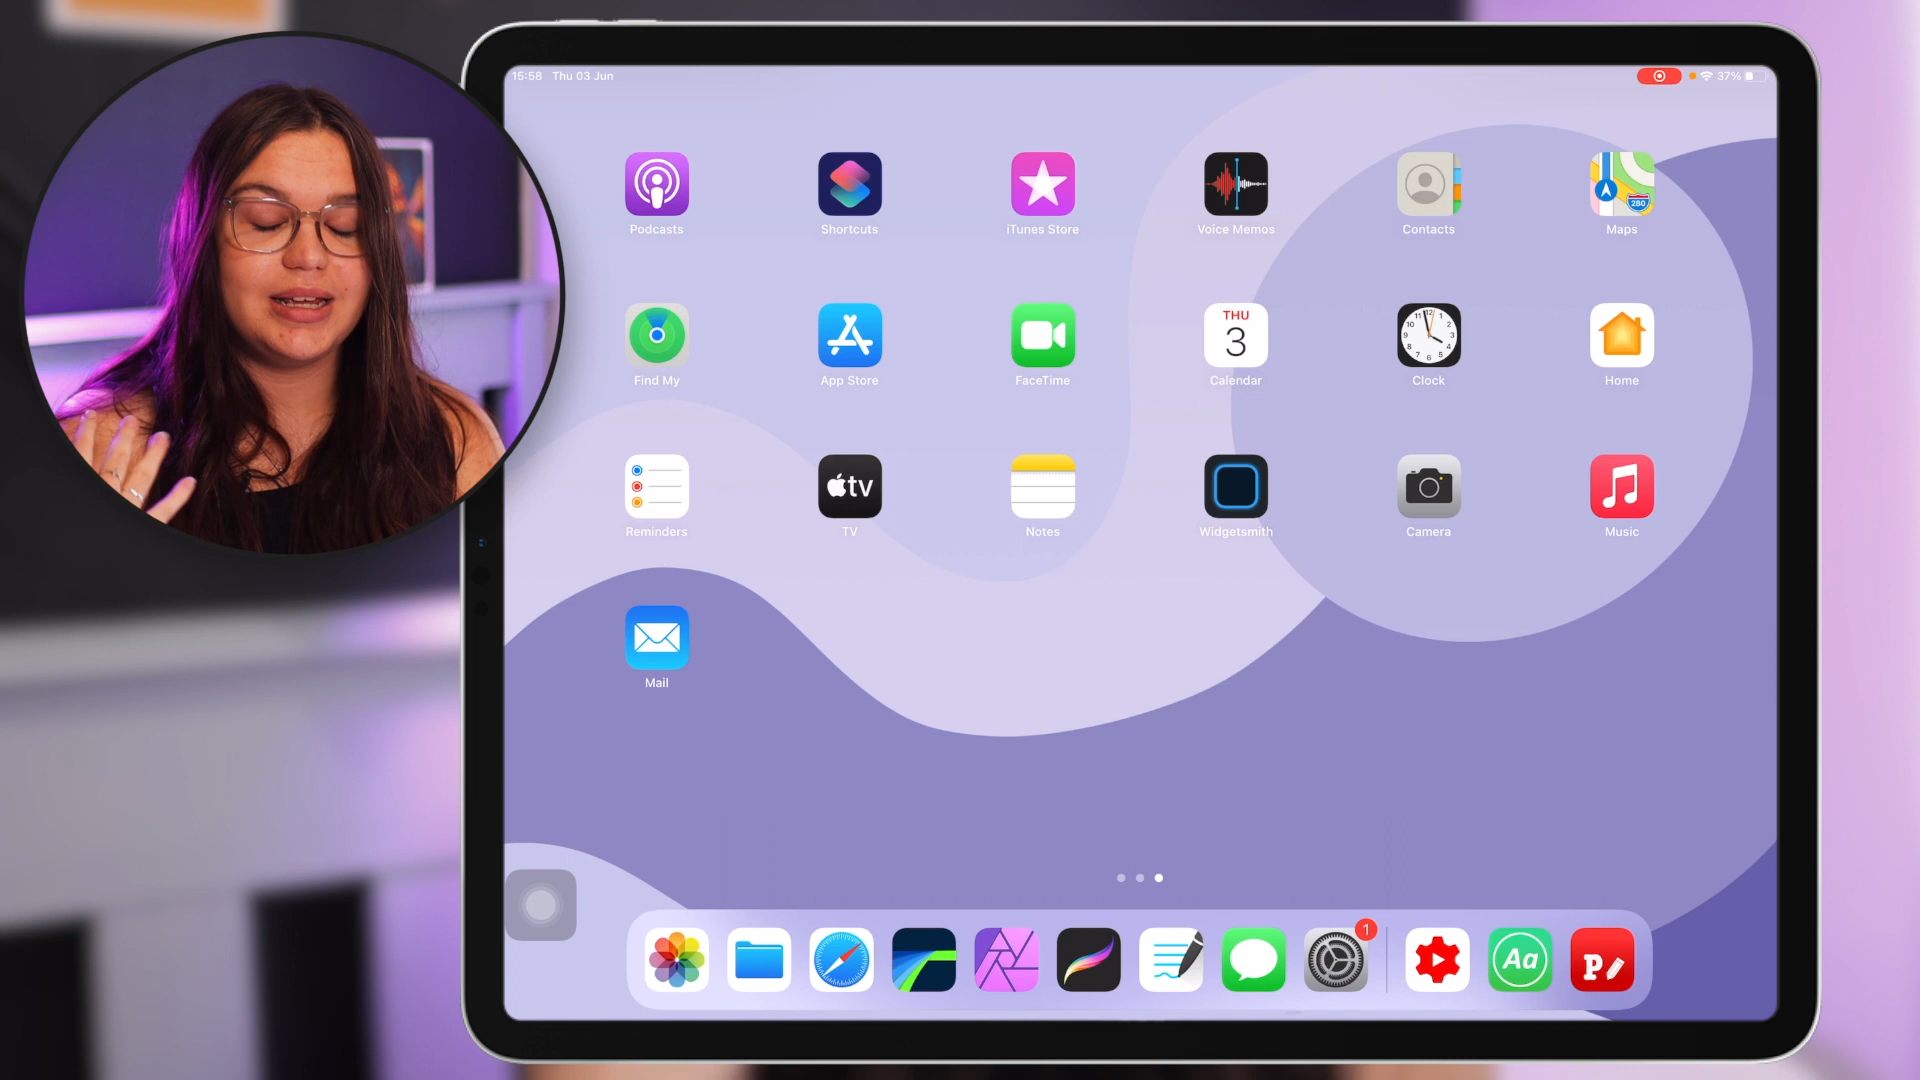 15:58 Thu 03 Jun
37%
Podcasts
Shortcuts
iTunes Store
Voice Memos
280
Contacts
Maps
Find My
App Store
FaceTime
THU
3
Calendar
Clock
Home
Reminders
tv
TV
Notes
Widgetsmith
Camera
Music
Mail
1
Aa
P